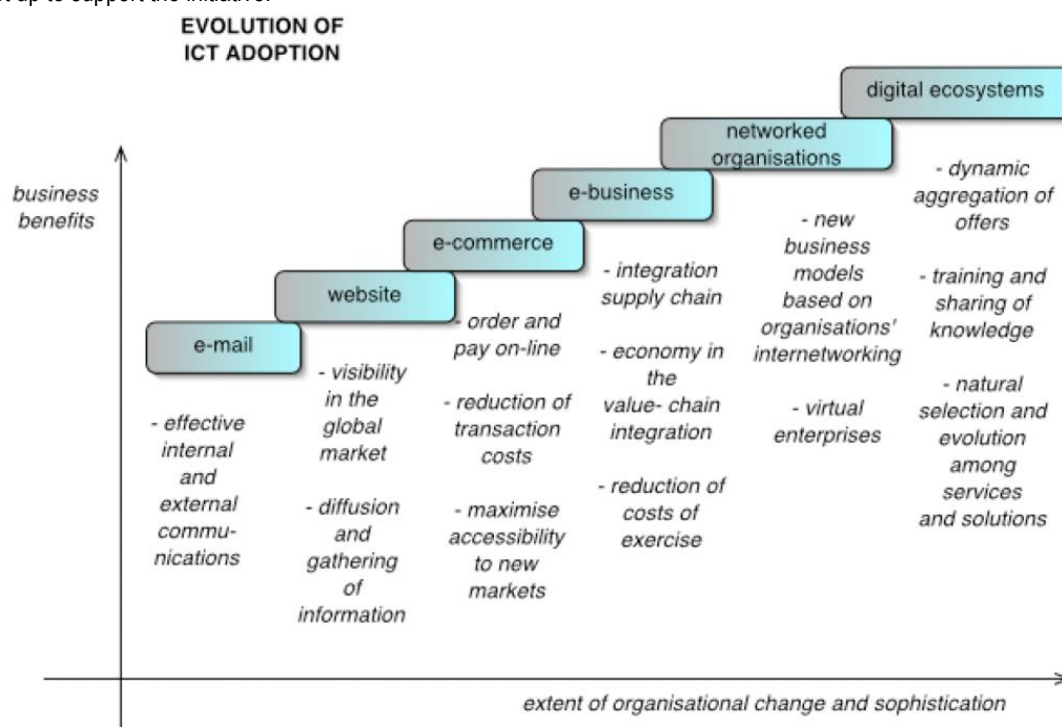 up to support the initiative.
EVOLUTION OF
ICT ADOPTION
digital ecosystems
networked
organisations
e-business
e-commerce
website
e-mail
business
benefits
- effective
internal
and
external
commu-
nications
- visibility
in the
global
market
- diffusion
and
gathering
of
information
- order and
pay on-line
- reduction of
transaction
costs
- maximise
accessibility
to new
markets
- integration
supply chain
- economy in
the
value- chain
integration
- reduction of
costs of
exercise
- new
business
models
based on
organisations'
internetworking
- virtual
enterprises
- dynamic
aggregation of
offers
- training and
sharing of
knowledge
- natural
selection and
evolution
among
services
and solutions
extent of organisational change and sophistication